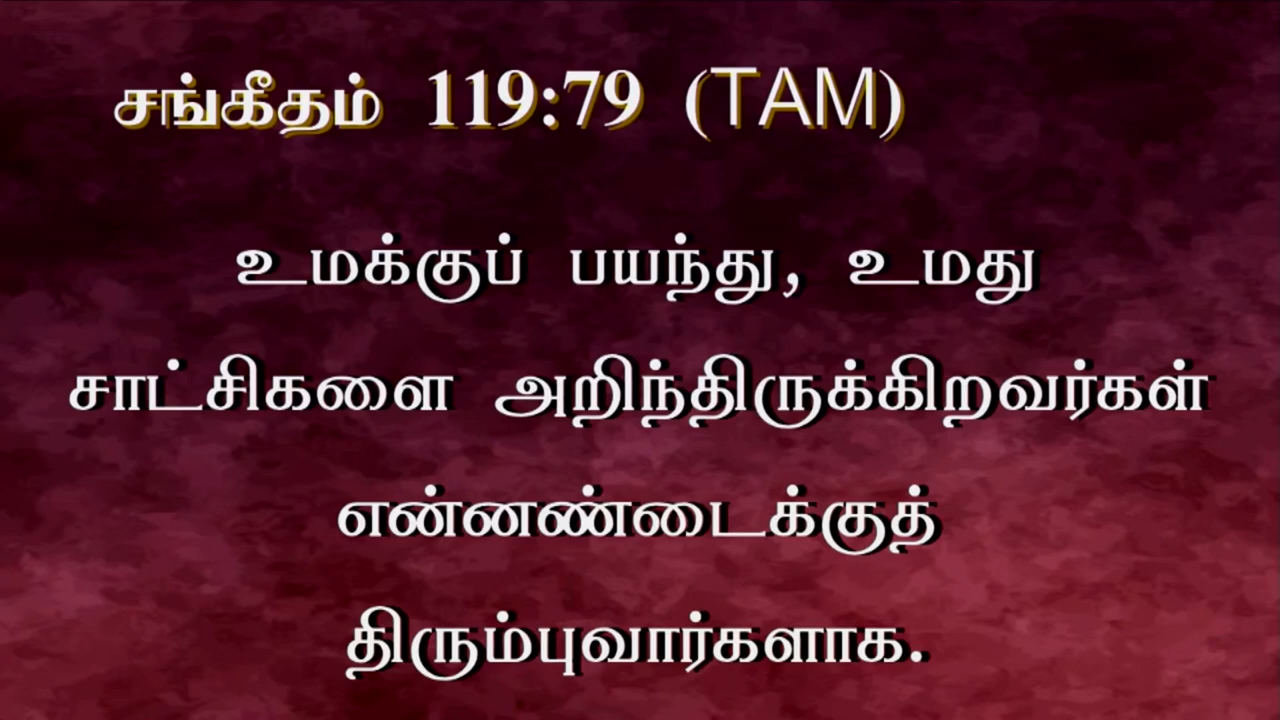 சங்கீதம் 119:79 (TAM)
உமக்குப் பயந்து, உமது
சாட்சிகளை அறிந்திருக்கிறவர்கள்
என்னண்டைக்குத்
திரும்புவார்களாக.